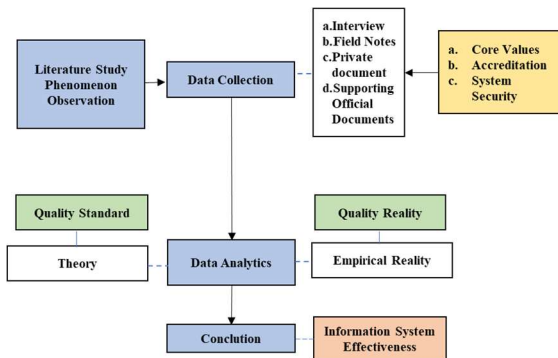 Literature Study
Phenomenon
Observation
Data Collection
a.Interview
b.Field Notes
c.Private
document
d.Supporting
Official
Documents
a. Core Values
b. Accreditation
c. System
Security
Quality Standard
Quality Reality
Theory
Data Analytics
Empirical Reality
Conclution
Information System
Effectiveness